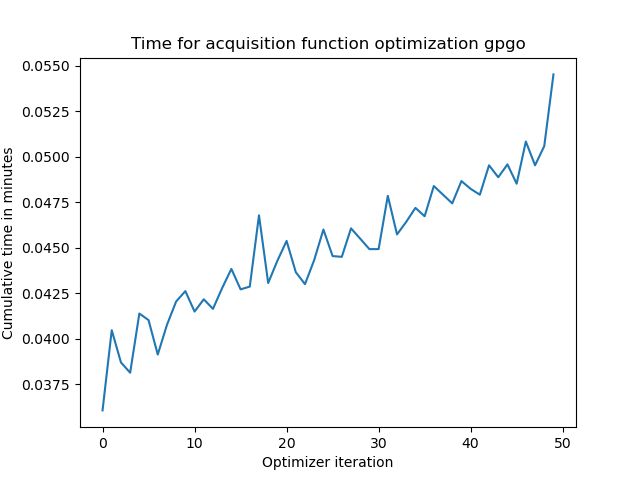 Time for acquisition function optimization gpgo
0.0550
0.0525
0.0500
0.0475
0.0450
0.0425
0.0400
0.0375
Cumulative time in minutes
0 10 20 30 40 50
Optimizer iteration